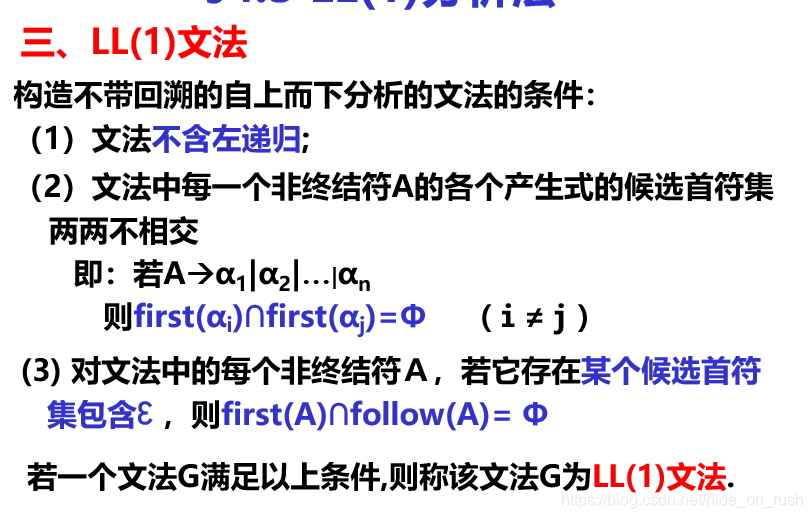 三、LL(1)文法
构造不带回溯的自上而下分析的文法的条件：
（1）文法不含左递归;
（2）文法中每一个非终结符A的各个产生式的候选首符集
两两不相交
即：若A→α₁|α₂|…|αₙ
则first(αᵢ)∩first(αⱼ)=Φ （ i ≠ j ）
(3) 对文法中的每个非终结符A，若它存在某个候选首符
集包含ε，则first(A)∩follow(A)= Φ
若一个文法G满足以上条件,则称该文法G为LL(1)文法.
https://blog.csdn.net/hide_on_rush